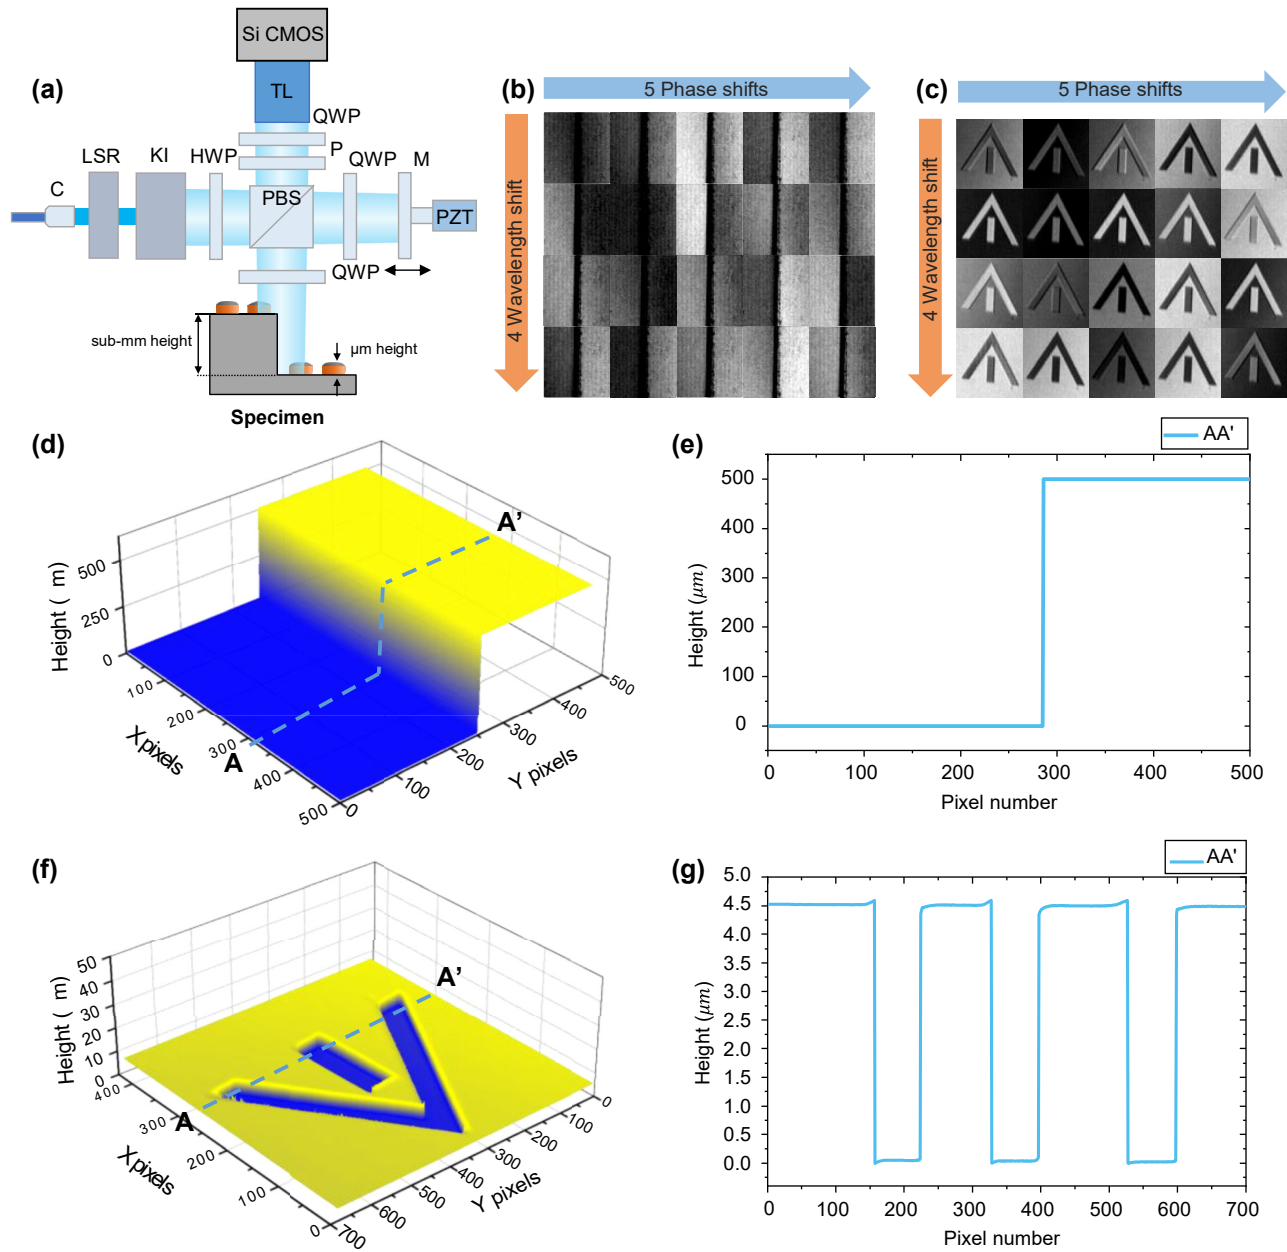 (a)
Si CMOS
TL
QWP
P
LSR
KI
HWP
QWP
M
C
PBS
PZT
QWP
sub-mm height
µm height
Specimen
(b)
5 Phase shifts
4 Wavelength shift
(c)
5 Phase shifts
4 Wavelength shift
(d)
Height ( m)
500
250
0
100
200
300
400
500
X pixels
0
100
200
300
400
500
Y pixels
A
A'
(e)
AA'
Height (µm)
500
400
300
200
100
0
0 100 200 300 400 500
Pixel number
(f)
Height ( m)
50
40
30
20
10
0
400
300
200
100
0
X pixels
700
600
500
400
300
200
100
0
Y pixels
A
A'
(g)
AA'
Height (µm)
5.0
4.5
4.0
3.5
3.0
2.5
2.0
1.5
1.0
0.5
0.0
0 100 200 300 400 500 600 700
Pixel number